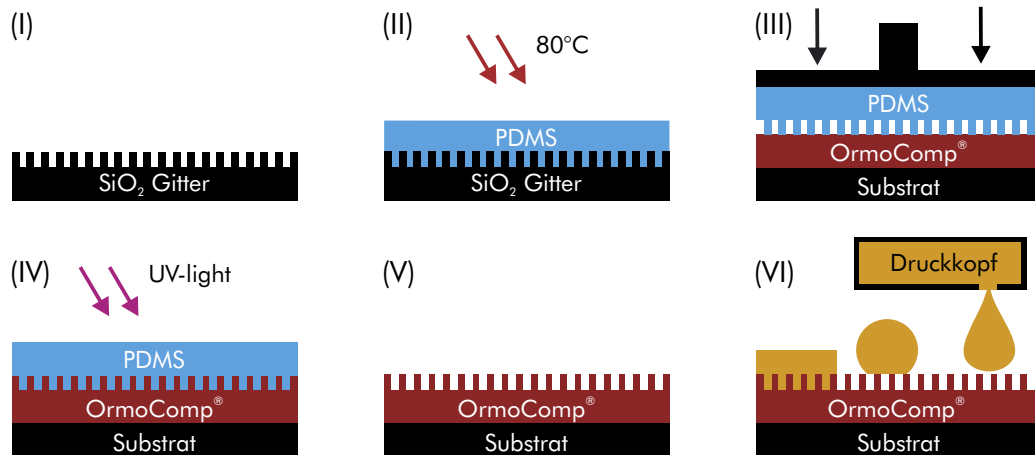 (I)
SiO₂ Gitter
(II)
80°C
PDMS
SiO₂ Gitter
(III)
PDMS
OrmoComp®
Substrat
(IV)
UV-light
PDMS
OrmoComp®
Substrat
(V)
OrmoComp®
Substrat
(VI)
Druckkopf
OrmoComp®
Substrat